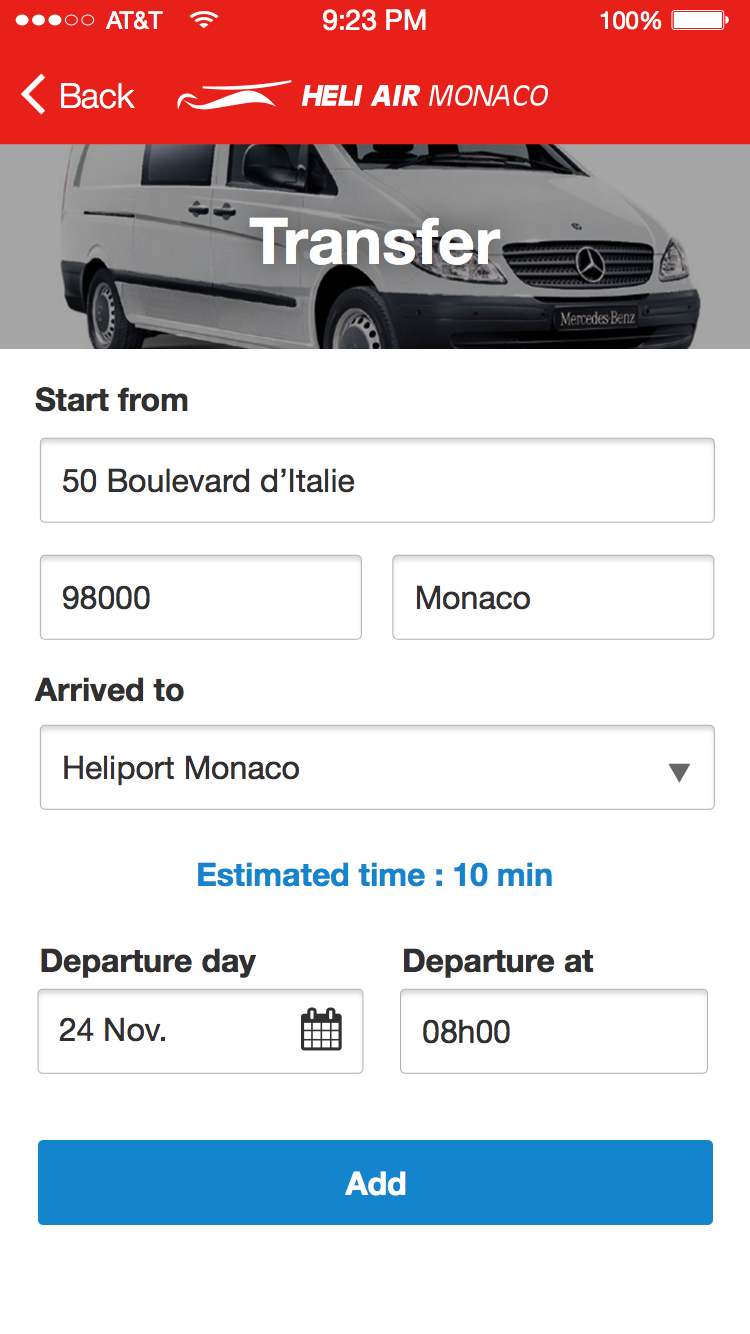 AT&T 9:23 PM 100%
Back HELI AIR MONACO
Transfer
Mercedes Benz
Start from
50 Boulevard d’Italie
98000 Monaco
Arrived to
Heliport Monaco
Estimated time : 10 min
Departure day Departure at
24 Nov. 08h00
Add